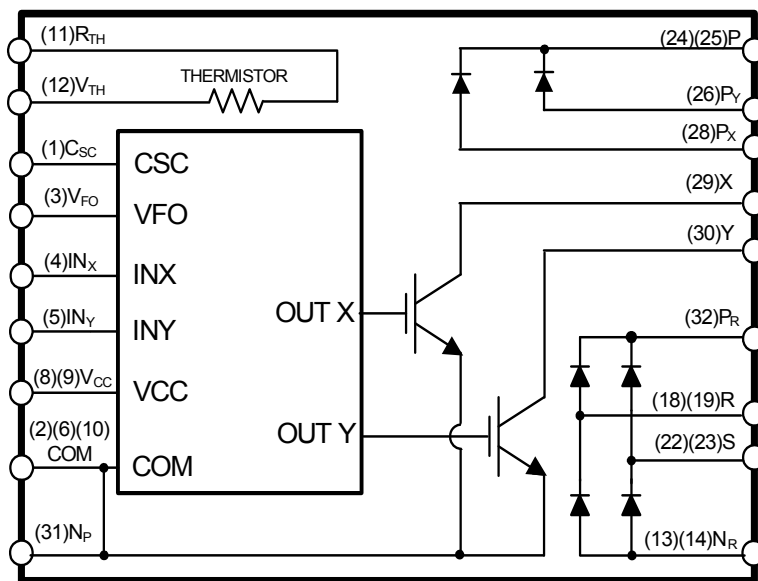 (11)RTH
(12)VTH
THERMISTOR
(1)CSC
(3)VFO
(4)INX
(5)INY
(8)(9)VCC
(2)(6)(10)
COM
(31)NP
CSC
VFO
INX
INY
VCC
COM
OUT X
OUT Y
(24)(25)P
(26)PY
(28)PX
(29)X
(30)Y
(32)PR
(18)(19)R
(22)(23)S
(13)(14)NR